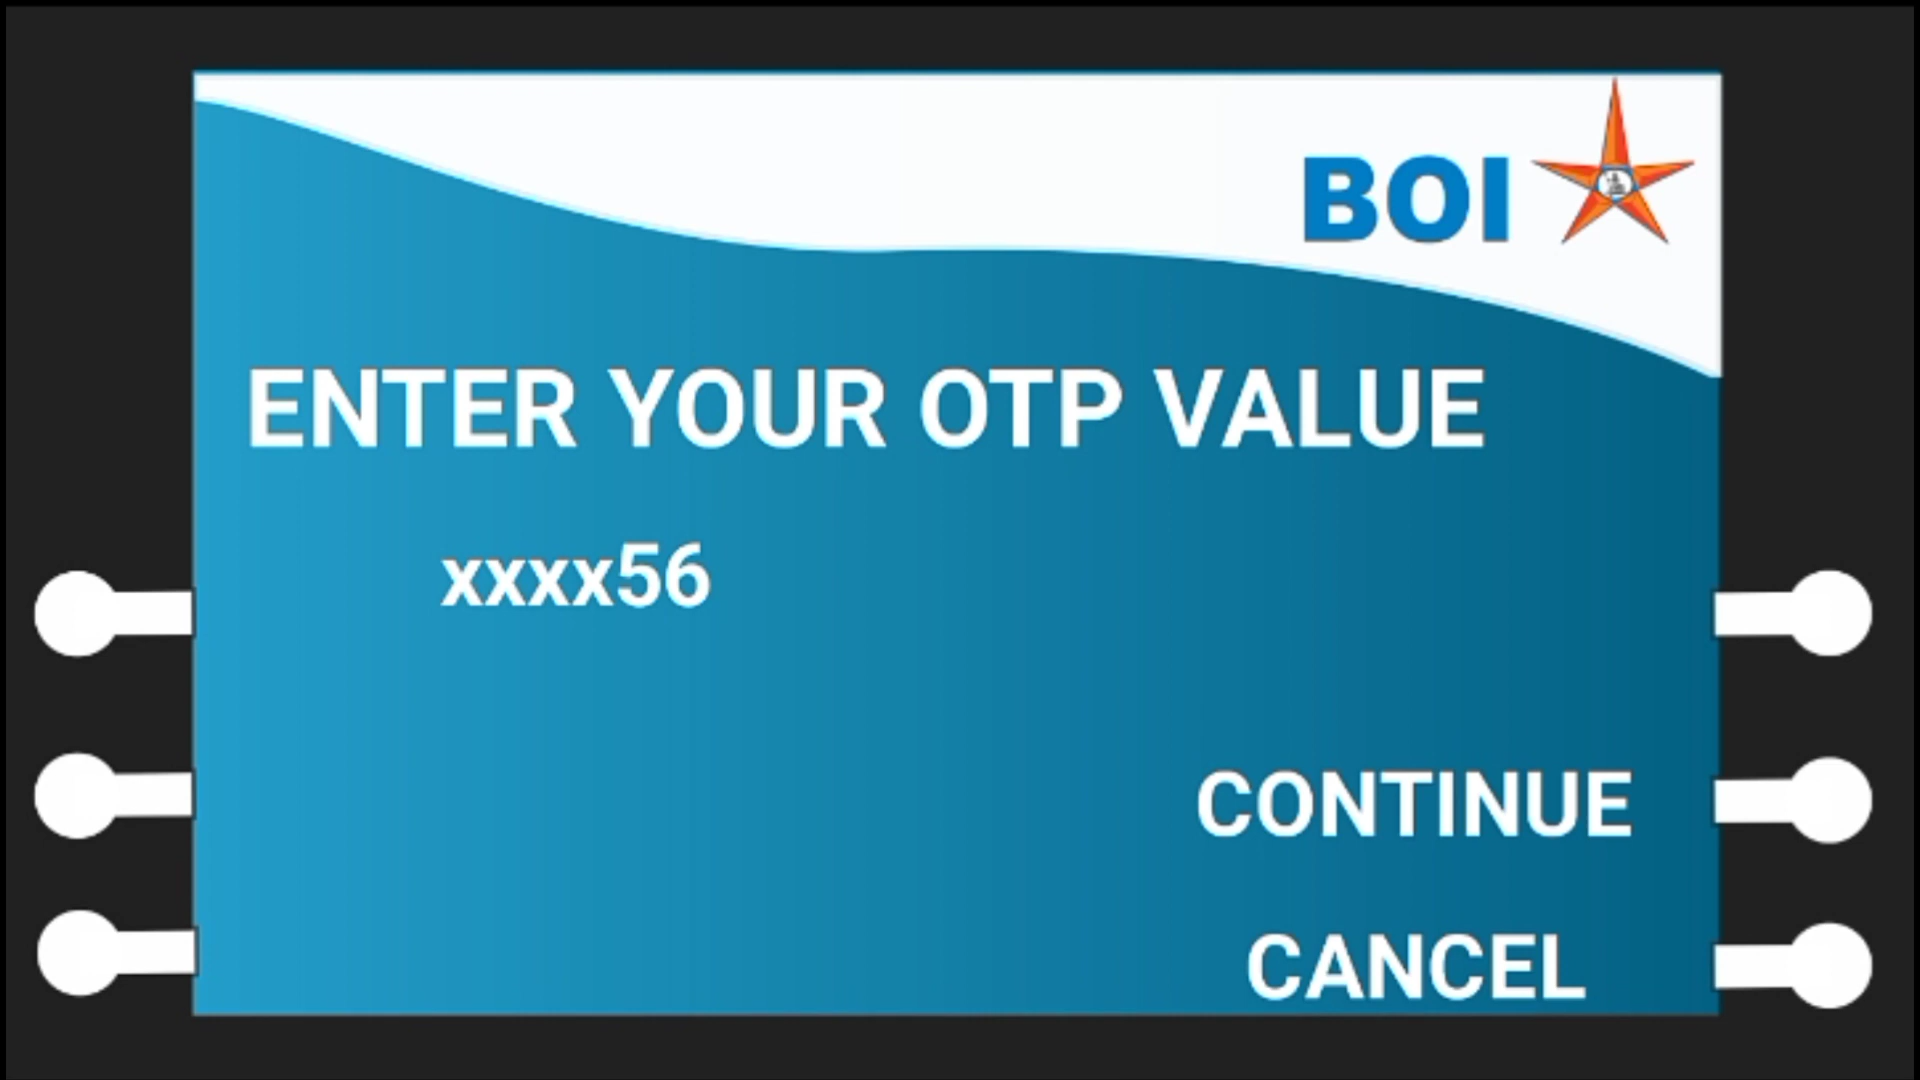 BOI
ENTER YOUR OTP VALUE
xxxx56
CONTINUE
CANCEL